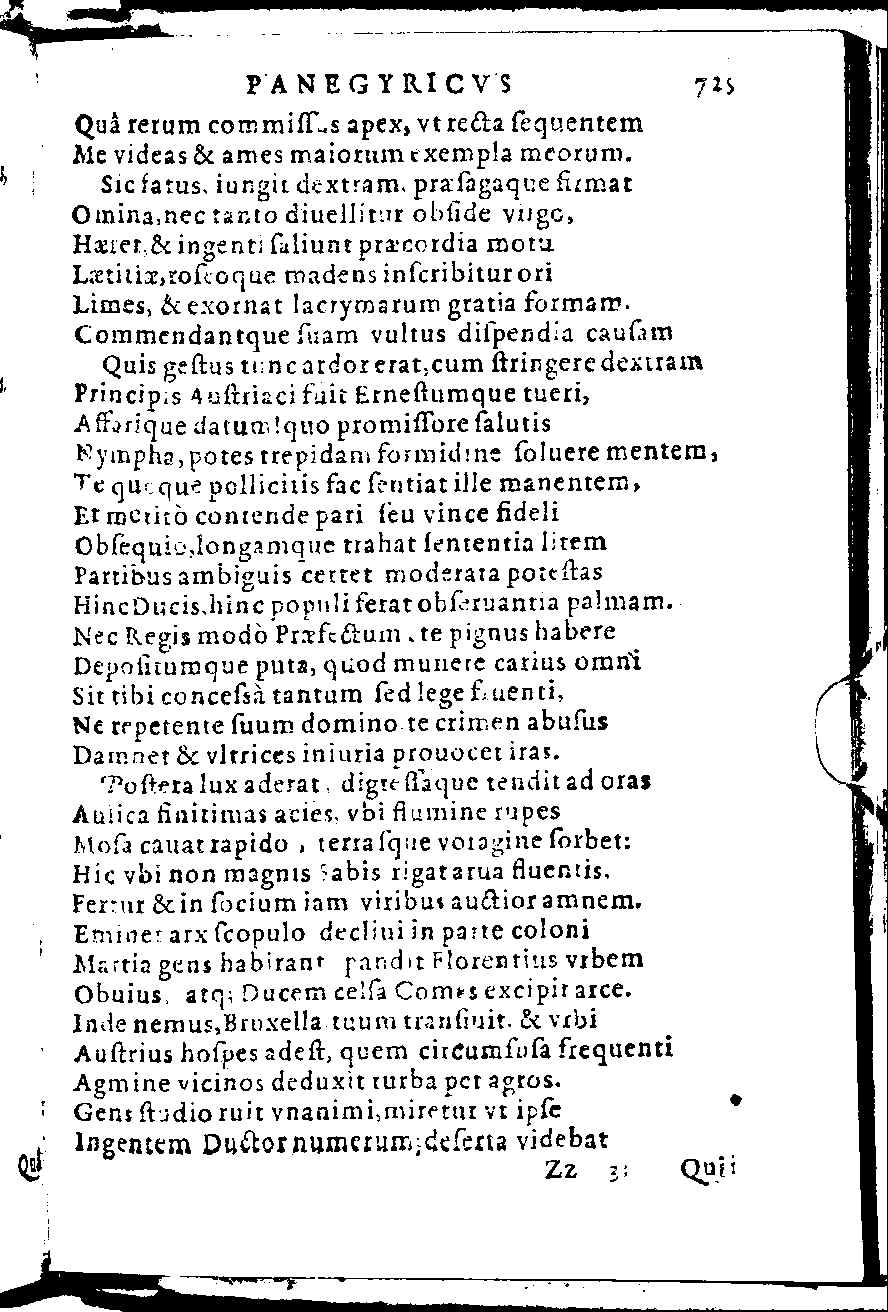 PANEGYRICVS 725
Quâ rerum commiſſus apex, vt recta ſequentem
Me videas & ames maiorum exempla meorum.
Sic fatus, iungit dextram, præſagaque firmat
Omina, nec tanto diuellitur obſide virgo,
Hæret, & ingenti ſaliunt præcordia motu
Lætitiæ, roſeoque madens inſcribitur ori
Limes, & exornat lacrymarum gratia formam.
Commendantque ſuam vultus diſpendia cauſam
Quis geſtus tunc ardor erat, cum ſtringere dextram
Principis Auſtriaci fuit Erneſtumque tueri,
Affarique datum! quo promiſſore ſalutis
Nympha, potes trepidam formidine ſoluere mentem,
Te quoque pollicitis fac ſentiat ille manentem,
Et meritò contende pari ſeu vince fideli
Obſequio, longamque trahat ſententia litem
Partibus ambiguis certet moderata poteſtas
Hinc Ducis, hinc populi ferat obſeruantia palmam.
Nec Regis modò Præfectum, te pignus habere
Depoſitumque puta, quod munere carius omni
Sit tibi conceſsà tantum ſed lege fruenti,
Ne repetente ſuum domino te crimen abuſus
Damnet & vltrices iniuria prouocet iras.
Poſtera lux aderat, digreſſaque tendit ad oras
Aulica finitimas acies, vbi flumine rupes
Moſa cauat rapido, terraſque voragine ſorbet:
Hic vbi non magnis Sabis rigat arua fluentis,
Fertur & in ſocium iam viribus auctior amnem.
Eminet arx ſcopulo decliui in parte coloni
Martia gens habitant pandit Florentius vrbem
Obuius, atq; Ducem celſa Comes excipit arce.
Inde nemus, Bruxella tuum tranſiuit, & vrbi
Auſtrius hoſpes adeſt, quem circumfuſa frequenti
Agmine vicinos deduxit turba per agros.
Gens ſtudio ruit vnanimi, miretur vt ipſe
Ingentem Ductor numerum; deſerta videbat
Zz 3 Qui